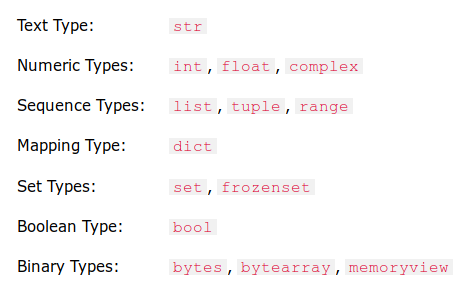 Text Type: str
Numeric Types: int, float, complex
Sequence Types: list, tuple, range
Mapping Type: dict
Set Types: set, frozenset
Boolean Type: bool
Binary Types: bytes, bytearray, memoryview